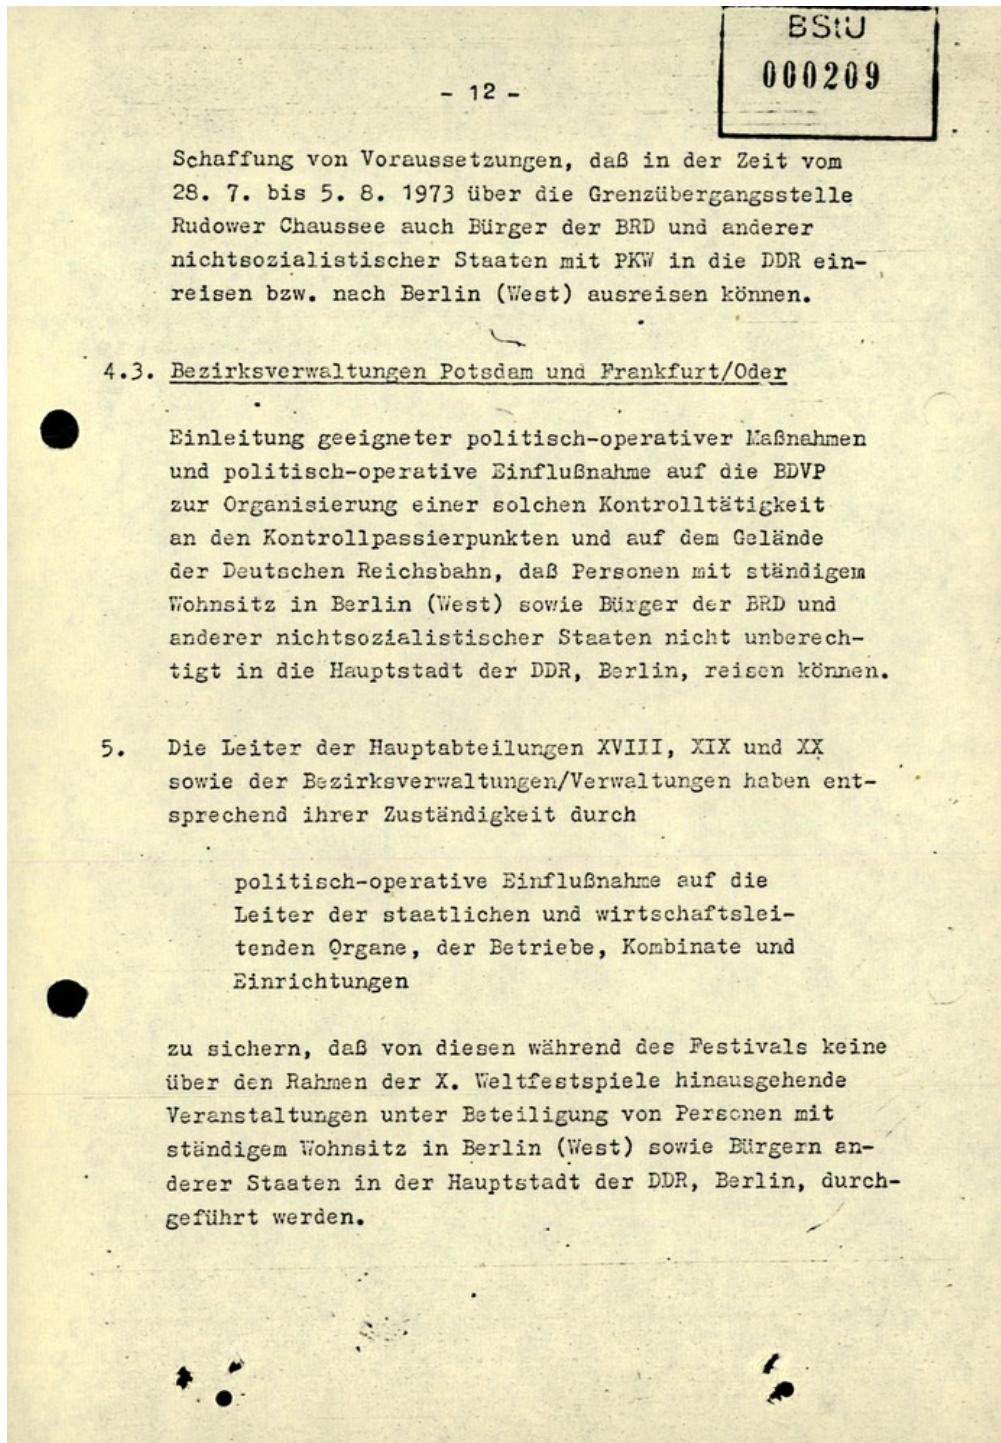 BStU
000209
- 12 -
Schaffung von Voraussetzungen, daß in der Zeit vom
28. 7. bis 5. 8. 1973 über die Grenzübergangsstelle
Rudower Chaussee auch Bürger der BRD und anderer
nichtsozialistischer Staaten mit PKW in die DDR ein-
reisen bzw. nach Berlin (West) ausreisen können.
4.3. Bezirksverwaltungen Potsdam und Frankfurt/Oder
Einleitung geeigneter politisch-operativer Maßnahmen
und politisch-operative Einflußnahme auf die BDVP
zur Organisierung einer solchen Kontrolltätigkeit
an den Kontrollpassierpunkten und auf dem Gelände
der Deutschen Reichsbahn, daß Personen mit ständigem
Wohnsitz in Berlin (West) sowie Bürger der BRD und
anderer nichtsozialistischer Staaten nicht unberech-
tigt in die Hauptstadt der DDR, Berlin, reisen können.
5. Die Leiter der Hauptabteilungen XVIII, XIX und XX
sowie der Bezirksverwaltungen/Verwaltungen haben ent-
sprechend ihrer Zuständigkeit durch
politisch-operative Einflußnahme auf die
Leiter der staatlichen und wirtschaftslei-
tenden Organe, der Betriebe, Kombinate und
Einrichtungen
zu sichern, daß von diesen während des Festivals keine
über den Rahmen der X. Weltfestspiele hinausgehende
Veranstaltungen unter Beteiligung von Personen mit
ständigem Wohnsitz in Berlin (West) sowie Bürgern an-
derer Staaten in der Hauptstadt der DDR, Berlin, durch-
geführt werden.